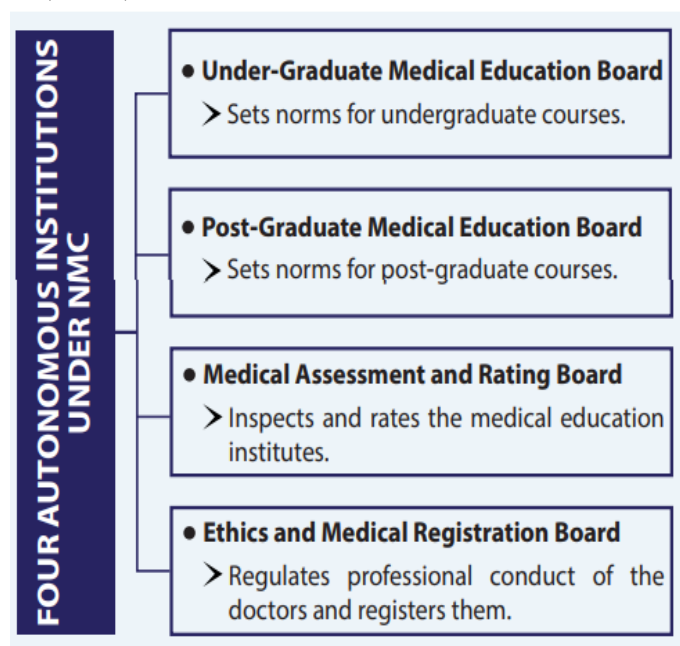 FOUR AUTONOMOUS INSTITUTIONS
UNDER NMC
● Under-Graduate Medical Education Board
➤ Sets norms for undergraduate courses.
● Post-Graduate Medical Education Board
➤ Sets norms for post-graduate courses.
● Medical Assessment and Rating Board
➤ Inspects and rates the medical education
institutes.
● Ethics and Medical Registration Board
➤ Regulates professional conduct of the
doctors and registers them.